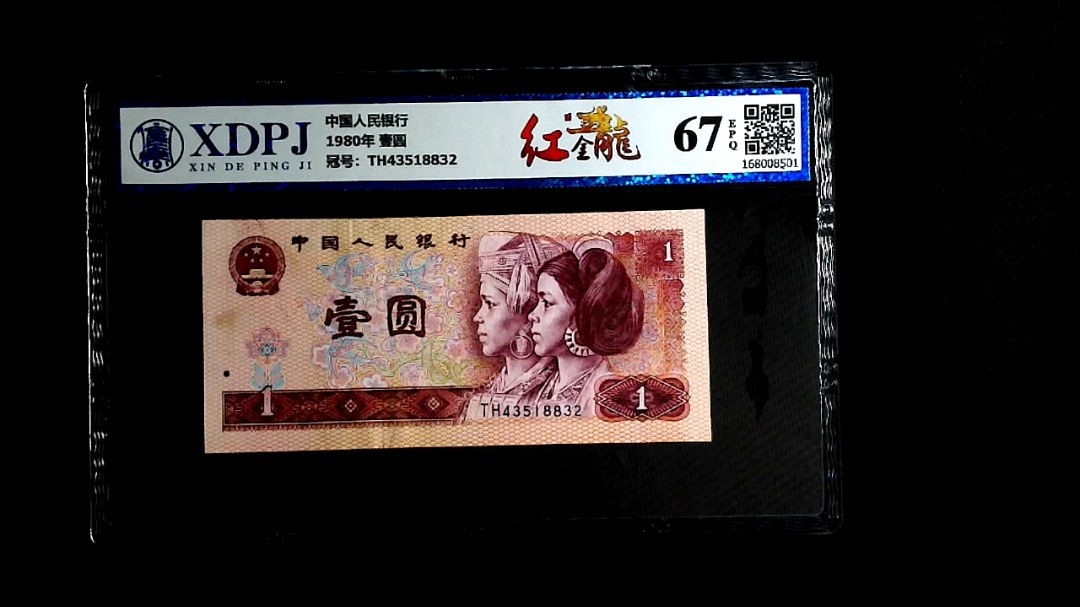 XDPJ
XIN DE PING JI
中国人民银行
1980年 壹圆
冠号：TH43518832
红金龍
67
EPQ
168008501
中国人民银行
1
壹圆
1
TH43518832
1